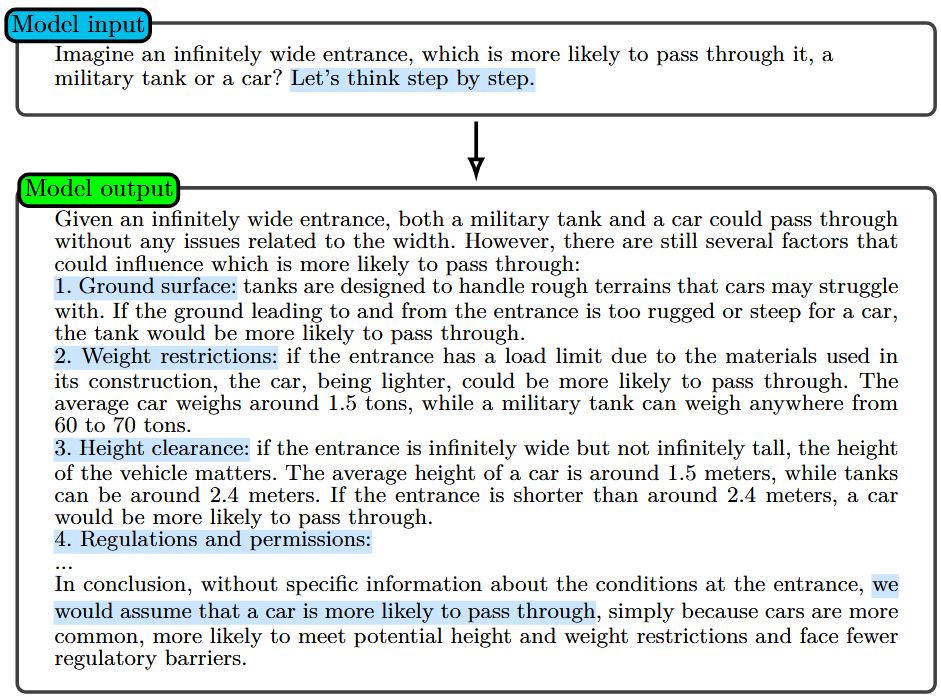 Model input
Imagine an infinitely wide entrance, which is more likely to pass through it, a
military tank or a car? Let's think step by step.
Model output
Given an infinitely wide entrance, both a military tank and a car could pass through
without any issues related to the width. However, there are still several factors that
could influence which is more likely to pass through:
1. Ground surface: tanks are designed to handle rough terrains that cars may struggle
with. If the ground leading to and from the entrance is too rugged or steep for a car,
the tank would be more likely to pass through.
2. Weight restrictions: if the entrance has a load limit due to the materials used in
its construction, the car, being lighter, could be more likely to pass through. The
average car weighs around 1.5 tons, while a military tank can weigh anywhere from
60 to 70 tons.
3. Height clearance: if the entrance is infinitely wide but not infinitely tall, the height
of the vehicle matters. The average height of a car is around 1.5 meters, while tanks
can be around 2.4 meters. If the entrance is shorter than around 2.4 meters, a car
would be more likely to pass through.
4. Regulations and permissions:
...
In conclusion, without specific information about the conditions at the entrance, we
would assume that a car is more likely to pass through, simply because cars are more
common, more likely to meet potential height and weight restrictions and face fewer
regulatory barriers.